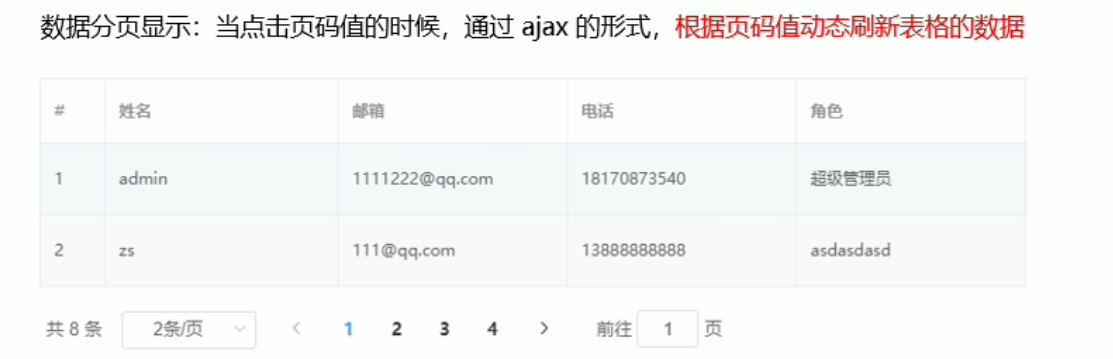 数据分页显示：当点击页码值的时候，通过 ajax 的形式，根据页码值动态刷新表格的数据
# 姓名 邮箱 电话 角色
1 admin 1111222@qq.com 18170873540 超级管理员
2 zs 111@qq.com 13888888888 asdasdasd
共 8 条 2条/页 < 1 2 3 4 > 前往 1 页